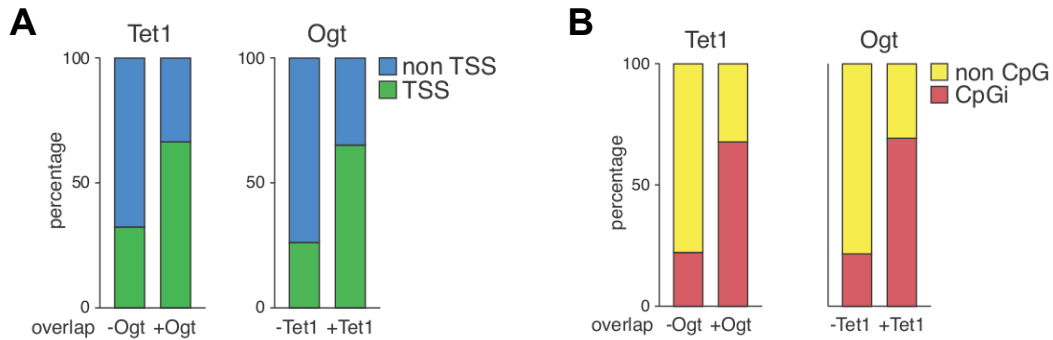 A
Tet1
Ogt
100
50
0
percentage
100
50
0
non TSS
TSS
overlap -Ogt +Ogt
-Tet1 +Tet1
B
Tet1
Ogt
100
50
0
percentage
non CpG
CpGi
overlap -Ogt +Ogt
-Tet1 +Tet1